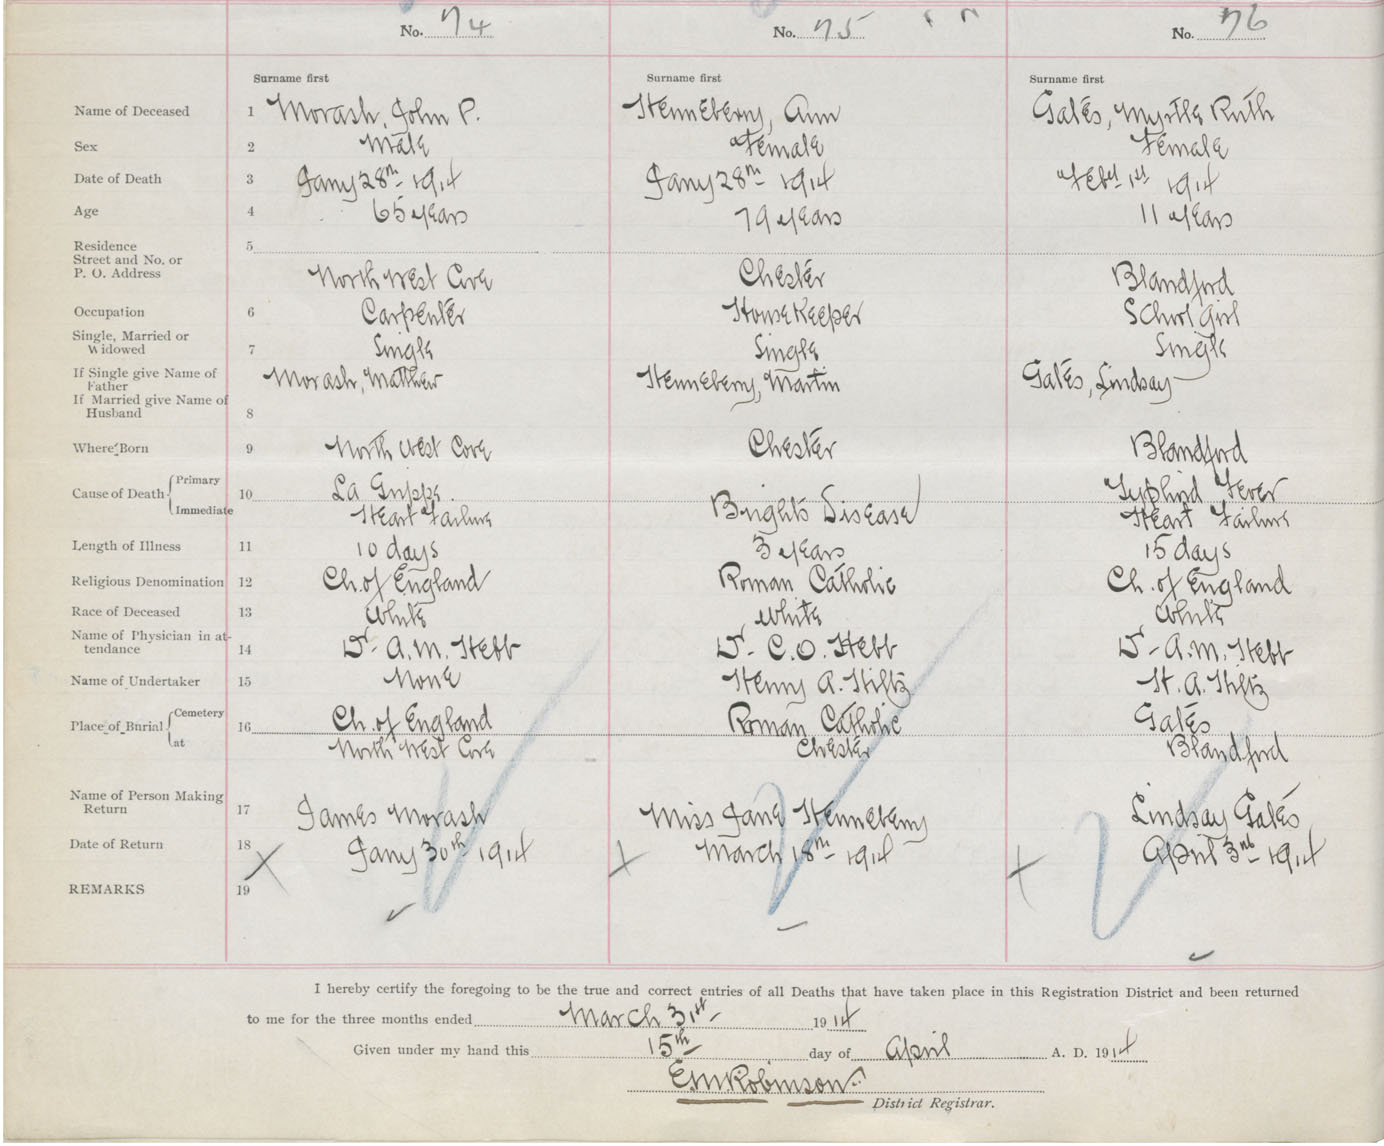 No. 74 No. 75 No. 76
Surname first Surname first Surname first
Name of Deceased 1 Morash, John P. Henneberry, Ann Gates, Myrtle Ruth
Sex 2 Male Female Female
Date of Death 3 Jany 28th 1914 Jany 28th 1914 Feby 1st 1914
Age 4 65 years 79 years 11 years
Residence 5
Street and No. or
P. O. Address North West Cove Chester Blandford
Occupation 6 Carpenter HouseKeeper School girl
Single, Married or
Widowed 7 Single Single Single
If Single give Name of
Father Morash, Matthew Henneberry, Martin Gates, Lindsay
If Married give Name of
Husband 8
Where Born 9 North West Cove Chester Blandford
Cause of Death Primary 10 La Grippe. Brights Disease Typhoid Fever
Immediate Heart Failure Heart Failure
Length of Illness 11 10 days 3 years 15 days
Religious Denomination 12 Ch. of England Roman Catholic Ch. of England
Race of Deceased 13 White White White
Name of Physician in at-
tendance 14 Dr. A. M. Hebb Dr. C. O. Hebb Dr. A. M. Hebb
Name of Undertaker 15 None Henry A. Hiltz H. A. Hiltz
Place of Burial Cemetery 16 Ch. of England Roman Catholic Gates
at North West Cove Chester Blandford
Name of Person Making
Return 17 James Morash Miss Jane Henneberry Lindsay Gates
Date of Return 18 Jany 30th 1914 March 18th 1914 April 3rd 1914
REMARKS 19
I hereby certify the foregoing to be the true and correct entries of all Deaths that have taken place in this Registration District and been returned
to me for the three months ended March 31st 1914
Given under my hand this 15th day of April A. D. 1914
EM Robinson
District Registrar.